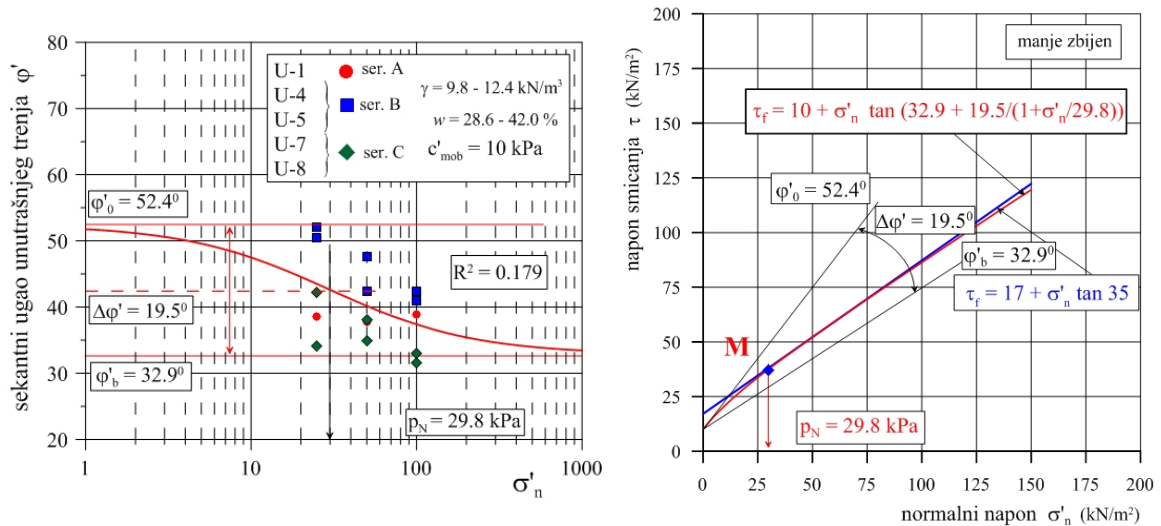 sekantni ugao unutrašnjeg trenja φ'
80
70
60
50
40
30
20
1
10
100
1000
σ'n
U-1
U-4
U-5
U-7
U-8
ser. A
ser. B
ser. C
γ = 9.8 - 12.4 kN/m³
w = 28.6 - 42.0 %
c'mob = 10 kPa
φ'0 = 52.4⁰
R² = 0.179
Δφ' = 19.5⁰
φ'b = 32.9⁰
pN = 29.8 kPa
napon smicanja τ (kN/m²)
200
175
150
125
100
75
50
25
0
0
25
50
75
100
125
150
175
200
normalni napon σ'n (kN/m²)
manje zbijen
τf = 10 + σ'n tan (32.9 + 19.5/(1+σ'n/29.8))
φ'0 = 52.4⁰
Δφ' = 19.5⁰
φ'b = 32.9⁰
τf = 17 + σ'n tan 35
M
pN = 29.8 kPa